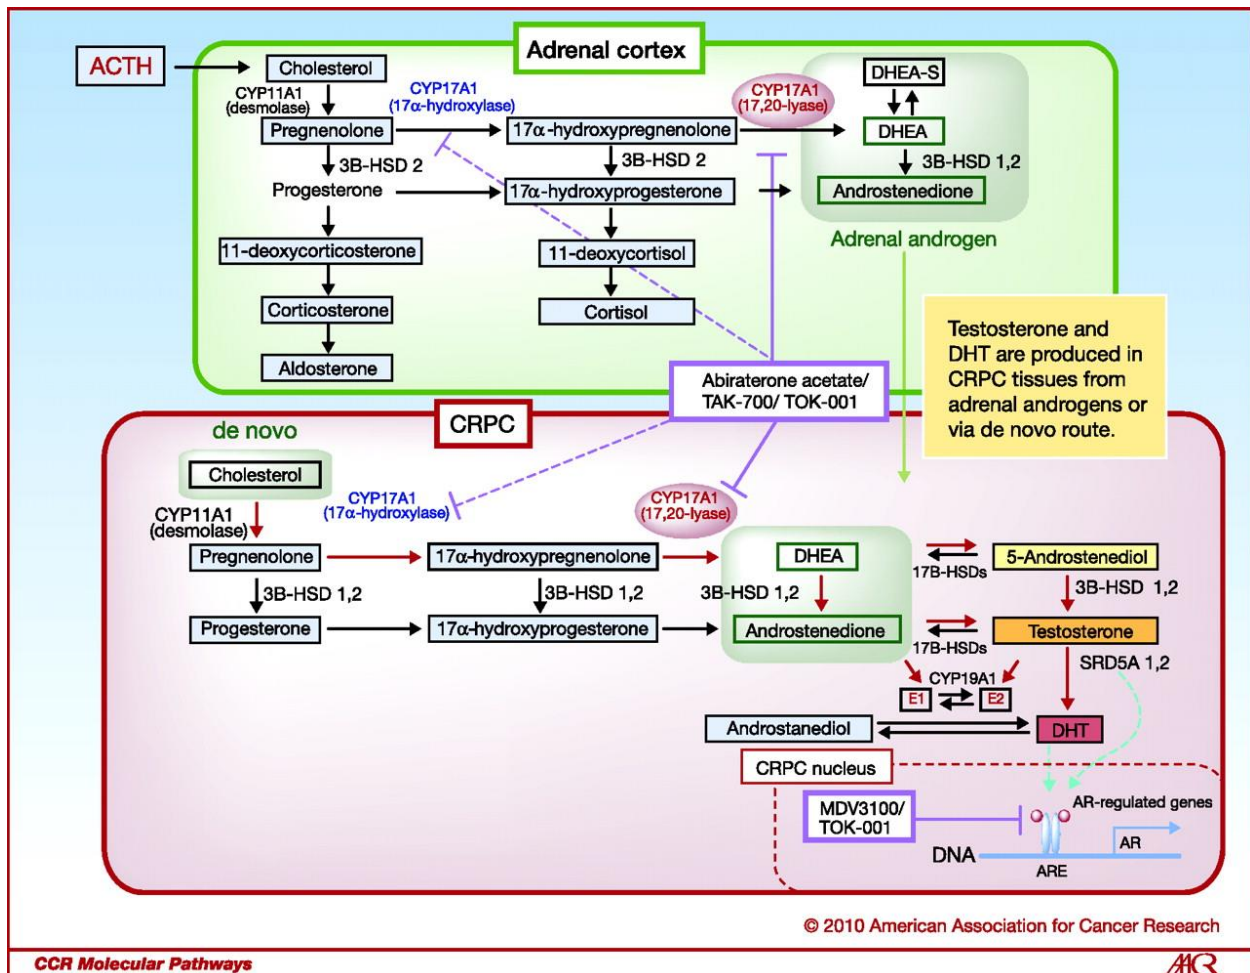 Adrenal cortex
ACTH
Cholesterol
CYP11A1
(desmolase)
CYP17A1
(17α-hydroxylase)
CYP17A1
(17,20-lyase)
DHEA-S
Pregnenolone
17α-hydroxypregnenolone
DHEA
3B-HSD 2
3B-HSD 2
3B-HSD 1,2
Progesterone
17α-hydroxyprogesterone
Androstenedione
11-deoxycorticosterone
11-deoxycortisol
Adrenal androgen
Corticosterone
Cortisol
Aldosterone
Abiraterone acetate/
TAK-700/ TOK-001
Testosterone and
DHT are produced in
CRPC tissues from
adrenal androgens or
via de novo route.
CRPC
de novo
Cholesterol
CYP11A1
(desmolase)
CYP17A1
(17α-hydroxylase)
CYP17A1
(17,20-lyase)
Pregnenolone
17α-hydroxypregnenolone
DHEA
17B-HSDs
5-Androstenediol
3B-HSD 1,2
3B-HSD 1,2
3B-HSD 1,2
3B-HSD 1,2
Progesterone
17α-hydroxyprogesterone
Androstenedione
17B-HSDs
Testosterone
SRD5A 1,2
CYP19A1
E1
E2
Androstanediol
DHT
CRPC nucleus
MDV3100/
TOK-001
AR-regulated genes
AR
DNA
ARE
© 2010 American Association for Cancer Research
CCR Molecular Pathways
AACR